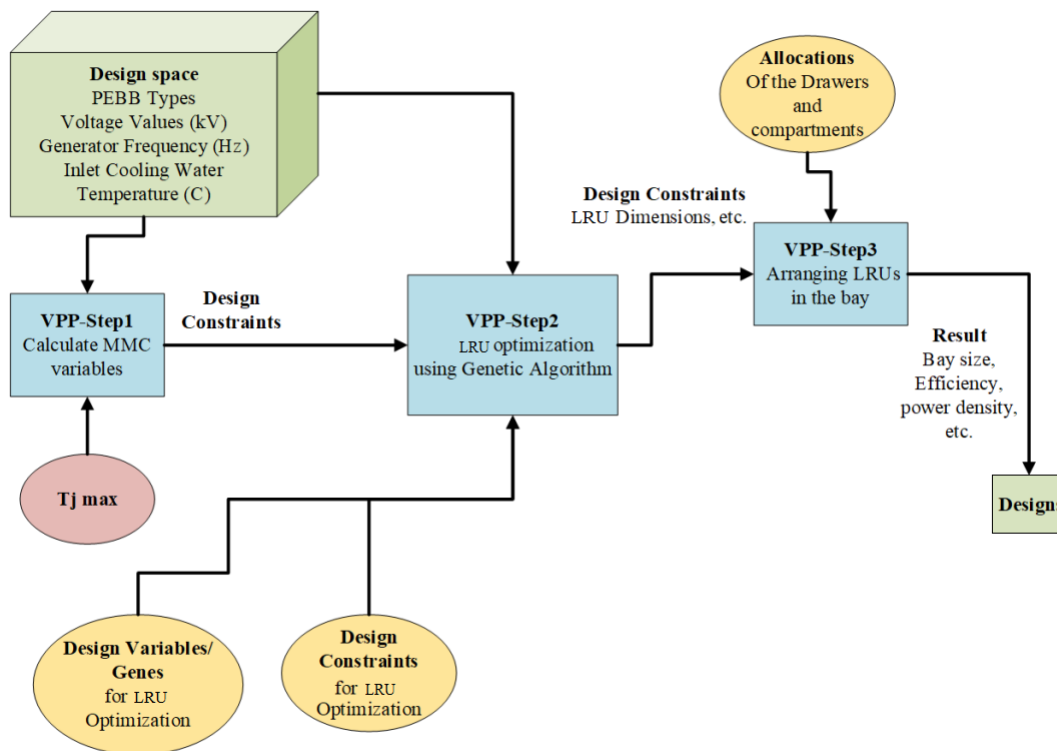 Design space
PEBB Types
Voltage Values (kV)
Generator Frequency (Hz)
Inlet Cooling Water
Temperature (C)
Allocations
Of the Drawers
and
compartments
Design Constraints
LRU Dimensions, etc.
VPP-Step3
Arranging LRUs
in the bay
VPP-Step1
Calculate MMC
variables
Design
Constraints
VPP-Step2
LRU optimization
using Genetic Algorithm
Result
Bay size,
Efficiency,
power density,
etc.
Tj max
Designs
Design Variables/
Genes
for LRU
Optimization
Design
Constraints
for LRU
Optimization